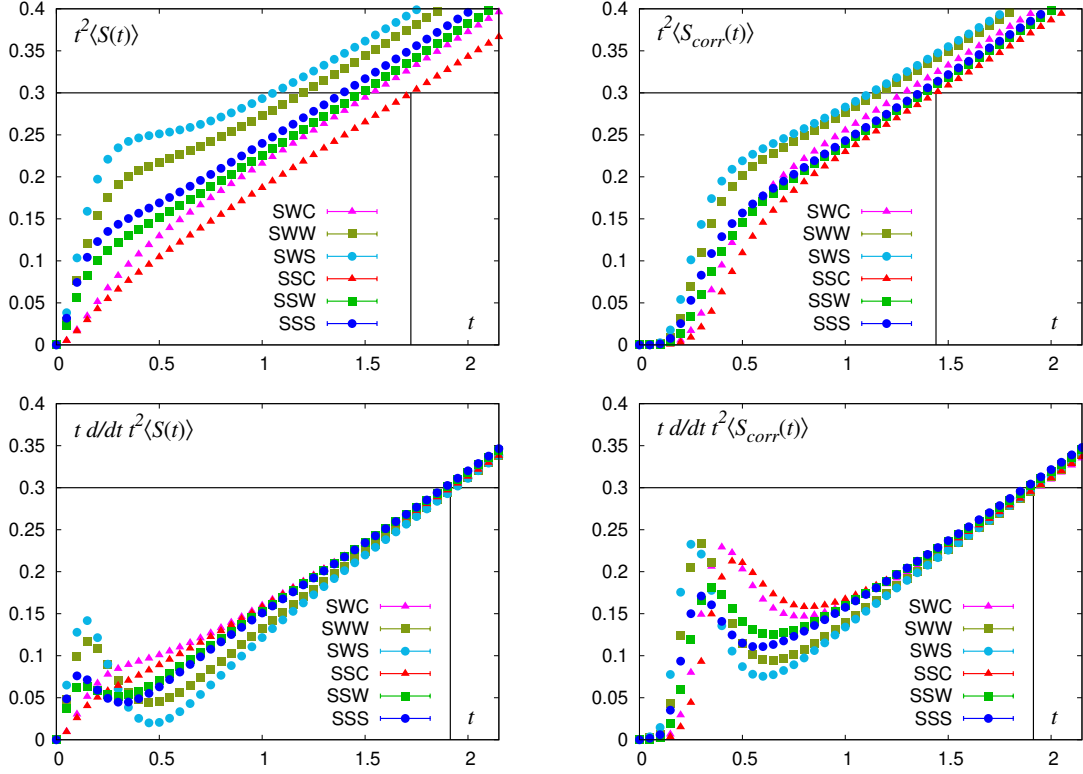 t²⟨S(t)⟩
0.4
0.3
0.2
0.1
0.35
0.25
0.15
0.05
0
SWC
SWW
SWS
SSC
SSW
SSS
t
0 0.5 1 1.5 2
t²⟨S_corr(t)⟩
0.4
0.3
0.2
0.1
0.35
0.25
0.15
0.05
0
SWC
SWW
SWS
SSC
SSW
SSS
t
0 0.5 1 1.5 2
t d/dt t²⟨S(t)⟩
0.4
0.3
0.2
0.1
0.35
0.25
0.15
0.05
0
SWC
SWW
SWS
SSC
SSW
SSS
t
0 0.5 1 1.5 2
t d/dt t²⟨S_corr(t)⟩
0.4
0.3
0.2
0.1
0.35
0.25
0.15
0.05
0
SWC
SWW
SWS
SSC
SSW
SSS
t
0 0.5 1 1.5 2